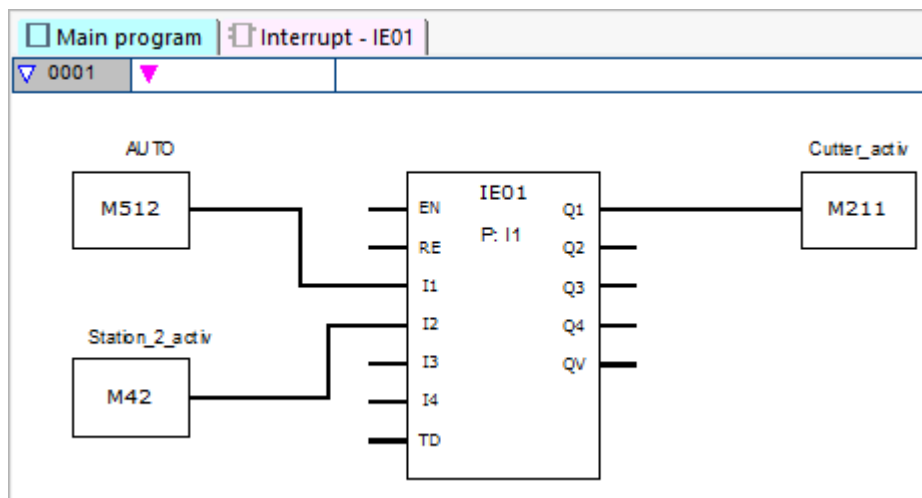 Main program Interrupt - IE01
0001
AUTO
M512
Station_2_activ
M42
IE01
P: I1
EN Q1
RE Q2
I1 Q3
I2 Q4
I3 QV
I4
TD
Cutter_activ
M211